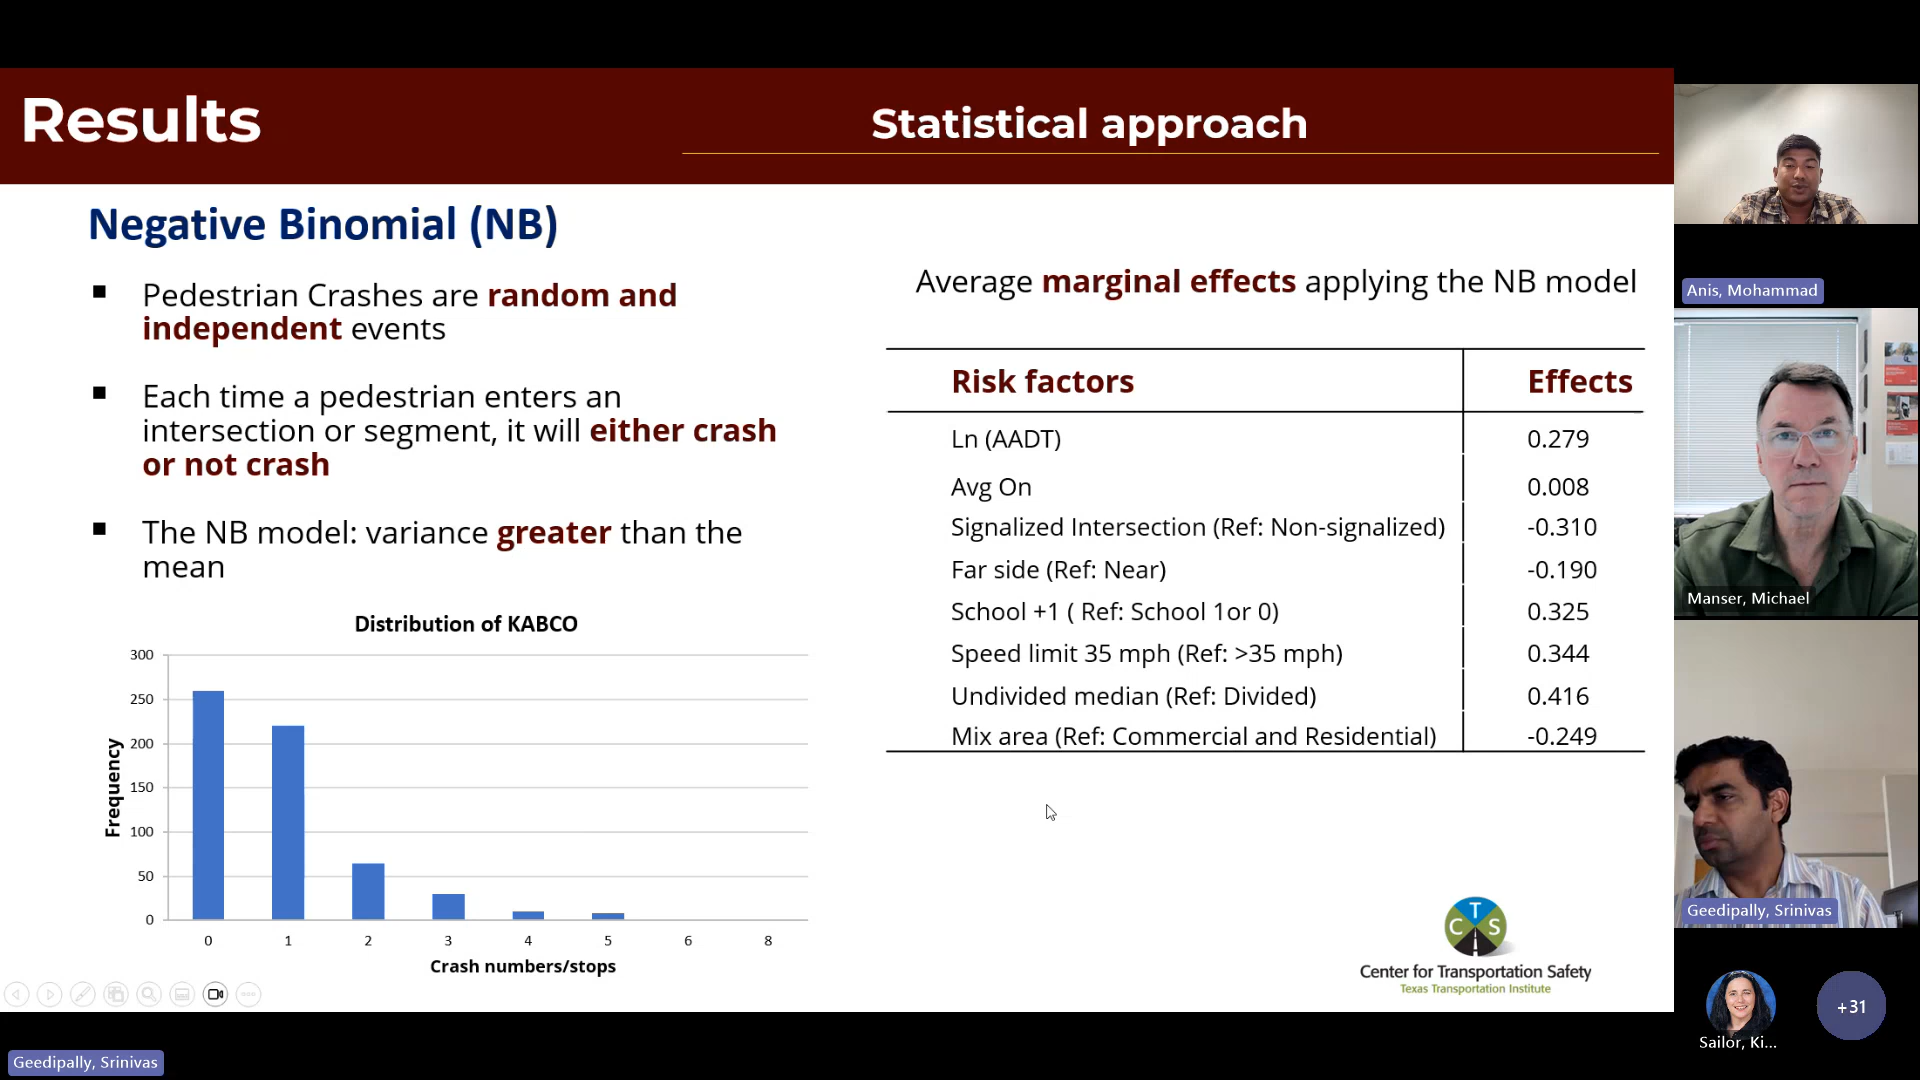 Results
Statistical approach
Negative Binomial (NB)
Pedestrian Crashes are random and
independent events
Each time a pedestrian enters an
intersection or segment, it will either crash
or not crash
The NB model: variance greater than the
mean
Distribution of KABCO
300
250
200
150
100
50
0
Frequency
0 1 2 3 4 5 6 8
Crash numbers/stops
Average marginal effects applying the NB model
Risk factors Effects
Ln (AADT) 0.279
Avg On 0.008
Signalized Intersection (Ref: Non-signalized) -0.310
Far side (Ref: Near) -0.190
School +1 ( Ref: School 1or 0) 0.325
Speed limit 35 mph (Ref: >35 mph) 0.344
Undivided median (Ref: Divided) 0.416
Mix area (Ref: Commercial and Residential) -0.249
C T S
Center for Transportation Safety
Texas Transportation Institute
Anis, Mohammad
Manser, Michael
Geedipally, Srinivas
Sailor, Ki...
+31
Geedipally, Srinivas